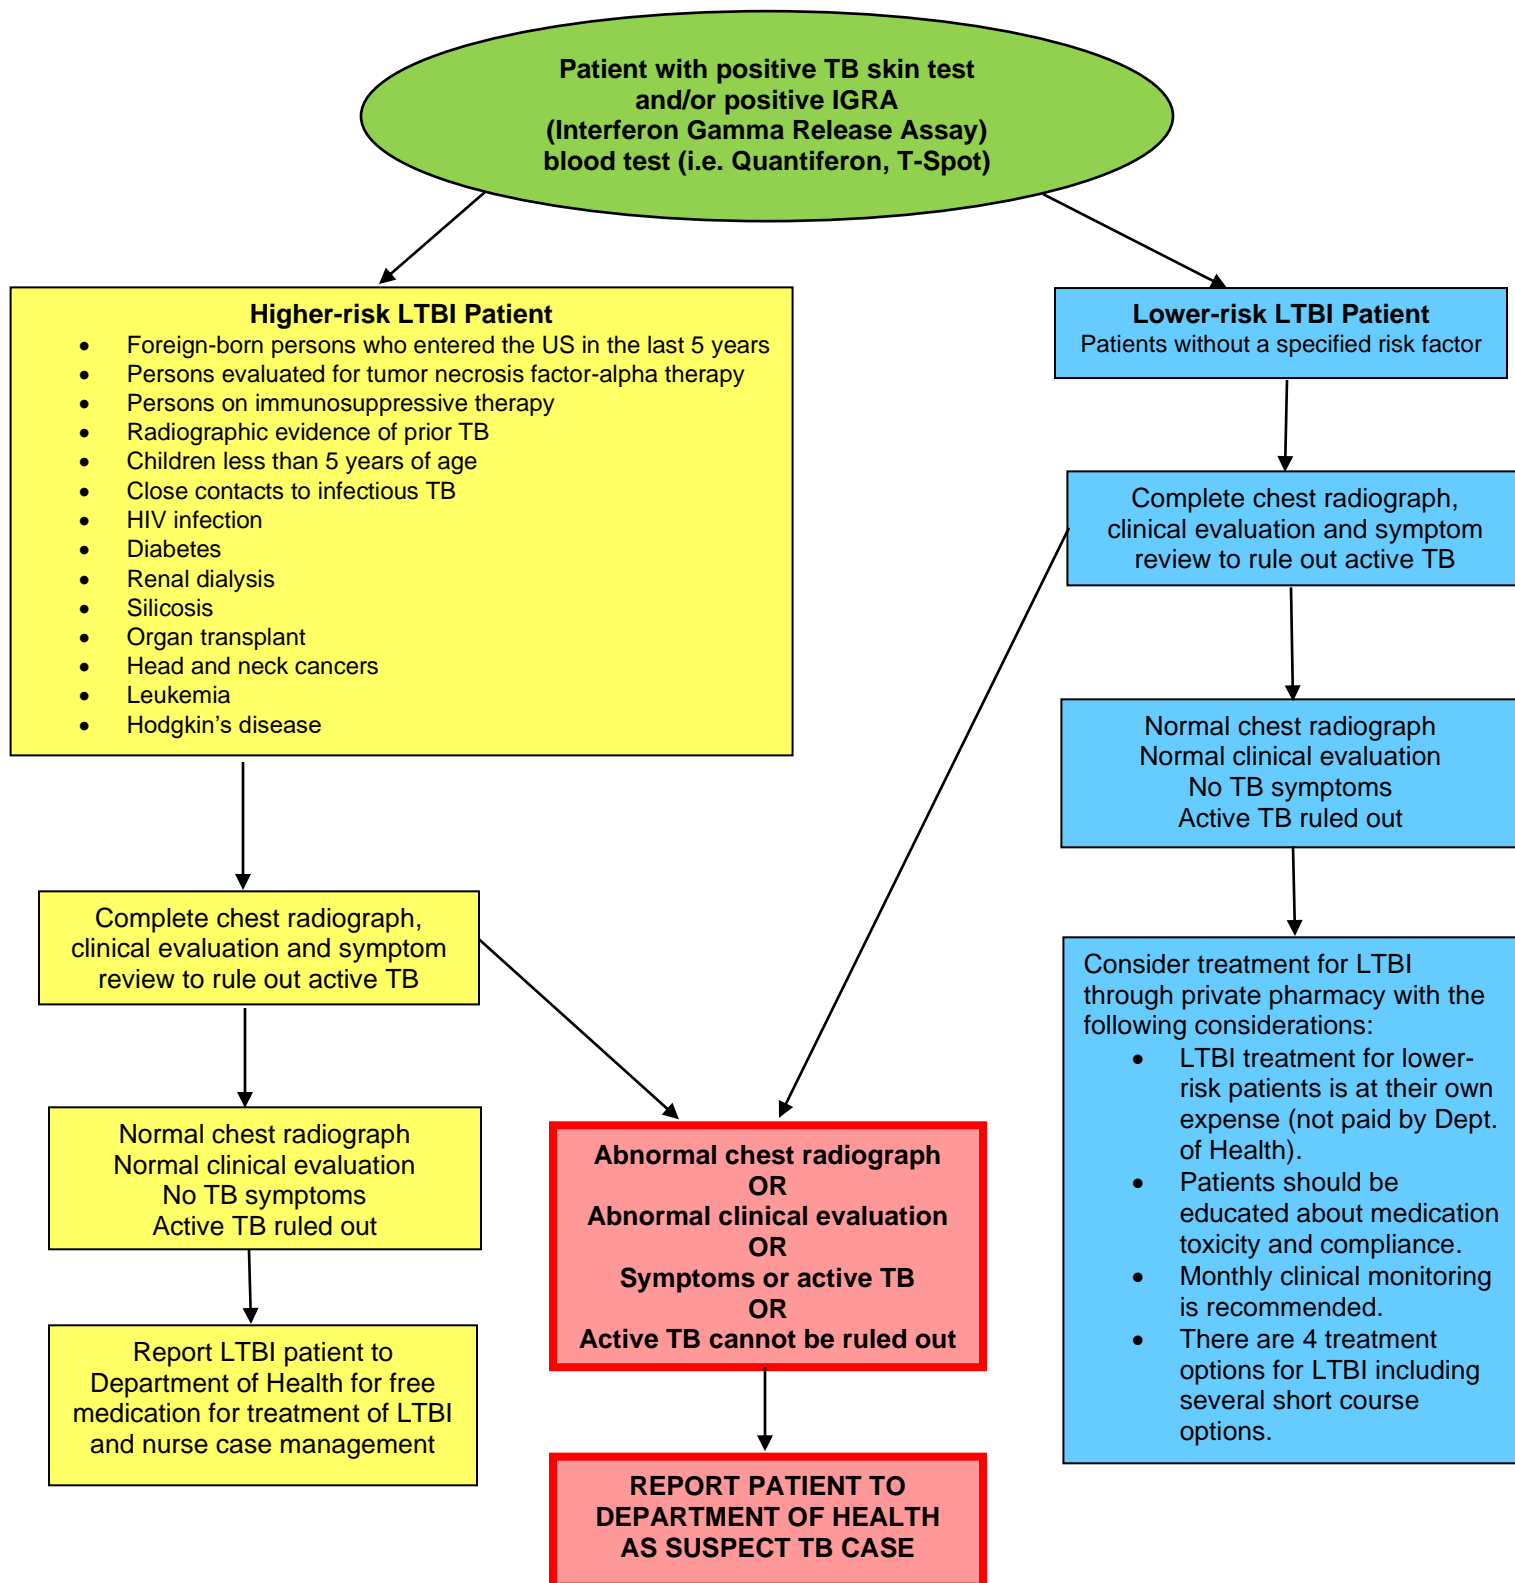 Patient with positive TB skin test
and/or positive IGRA
(Interferon Gamma Release Assay)
blood test (i.e. Quantiferon, T-Spot)
Higher-risk LTBI Patient
• Foreign-born persons who entered the US in the last 5 years
• Persons evaluated for tumor necrosis factor-alpha therapy
• Persons on immunosuppressive therapy
• Radiographic evidence of prior TB
• Children less than 5 years of age
• Close contacts to infectious TB
• HIV infection
• Diabetes
• Renal dialysis
• Silicosis
• Organ transplant
• Head and neck cancers
• Leukemia
• Hodgkin’s disease
Complete chest radiograph,
clinical evaluation and symptom
review to rule out active TB
Normal chest radiograph
Normal clinical evaluation
No TB symptoms
Active TB ruled out
Report LTBI patient to
Department of Health for free
medication for treatment of LTBI
and nurse case management
Abnormal chest radiograph
OR
Abnormal clinical evaluation
OR
Symptoms or active TB
OR
Active TB cannot be ruled out
REPORT PATIENT TO
DEPARTMENT OF HEALTH
AS SUSPECT TB CASE
Lower-risk LTBI Patient
Patients without a specified risk factor
Complete chest radiograph,
clinical evaluation and symptom
review to rule out active TB
Normal chest radiograph
Normal clinical evaluation
No TB symptoms
Active TB ruled out
Consider treatment for LTBI
through private pharmacy with the
following considerations:
• LTBI treatment for lower-
risk patients is at their own
expense (not paid by Dept.
of Health).
• Patients should be
educated about medication
toxicity and compliance.
• Monthly clinical monitoring
is recommended.
• There are 4 treatment
options for LTBI including
several short course
options.